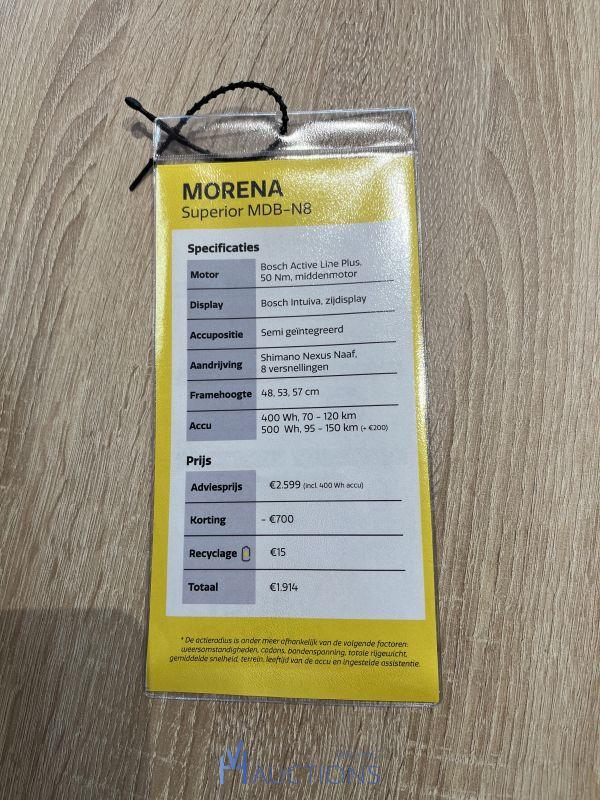 MORENA
Superior MDB-N8
Specificaties
Motor Bosch Active Line Plus,
50 Nm, middenmotor
Display Bosch Intuiva, zijdisplay
Accupositie Semi geïntegreerd
Aandrijving Shimano Nexus Naaf,
8 versnellingen
Framehoogte 48, 53, 57 cm
Accu 400 Wh, 70 - 120 km
500 Wh, 95 - 150 km (+ €200)
Prijs
Adviesprijs €2.599 (incl. 400 Wh accu)
Korting - €700
Recyclage €15
Totaal €1.914
* De actieradius is onder meer afhankelijk van de volgende factoren:
weersomstandigheden, cadans, bandenspanning, totale rijgewicht,
gemiddelde snelheid, terrein, leeftijd van de accu en ingestelde assistentie.
AUCTIONS